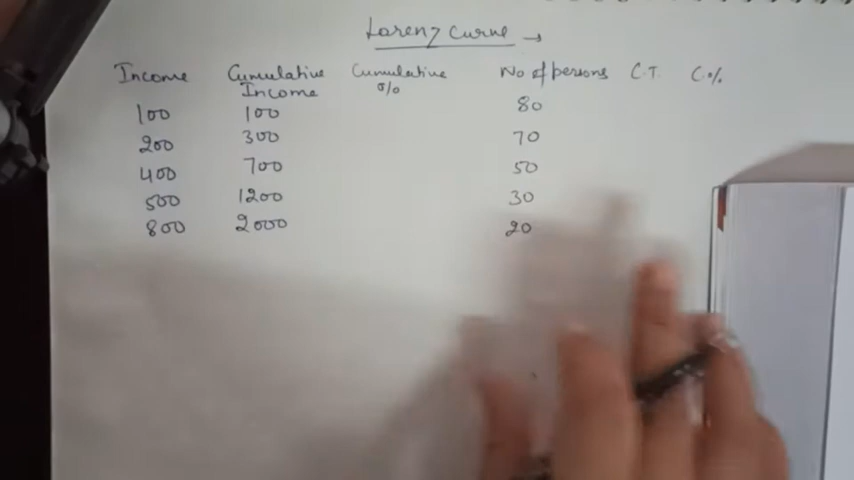 Lorenz Curve →
Income Cumulative Income Cumulative % No of persons C.T. C.%
100 100 80
200 300 70
400 700 50
500 1200 30
800 2000 20